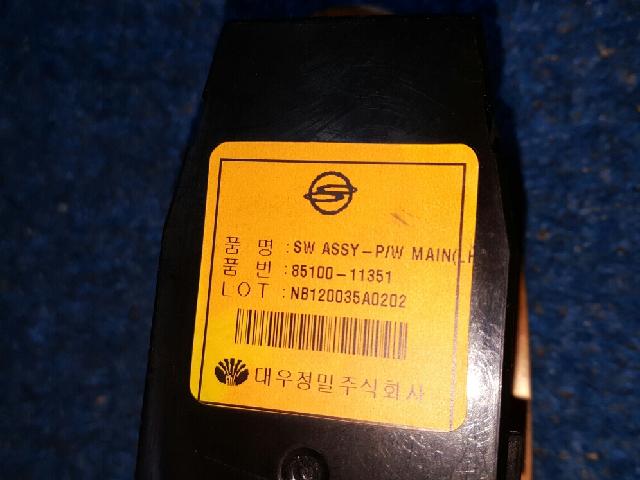 품 명 : SW ASSY-P/W MAIN(LH
품 번 : 85100-11351
LOT : NB120035A0202
대우정밀주식회사